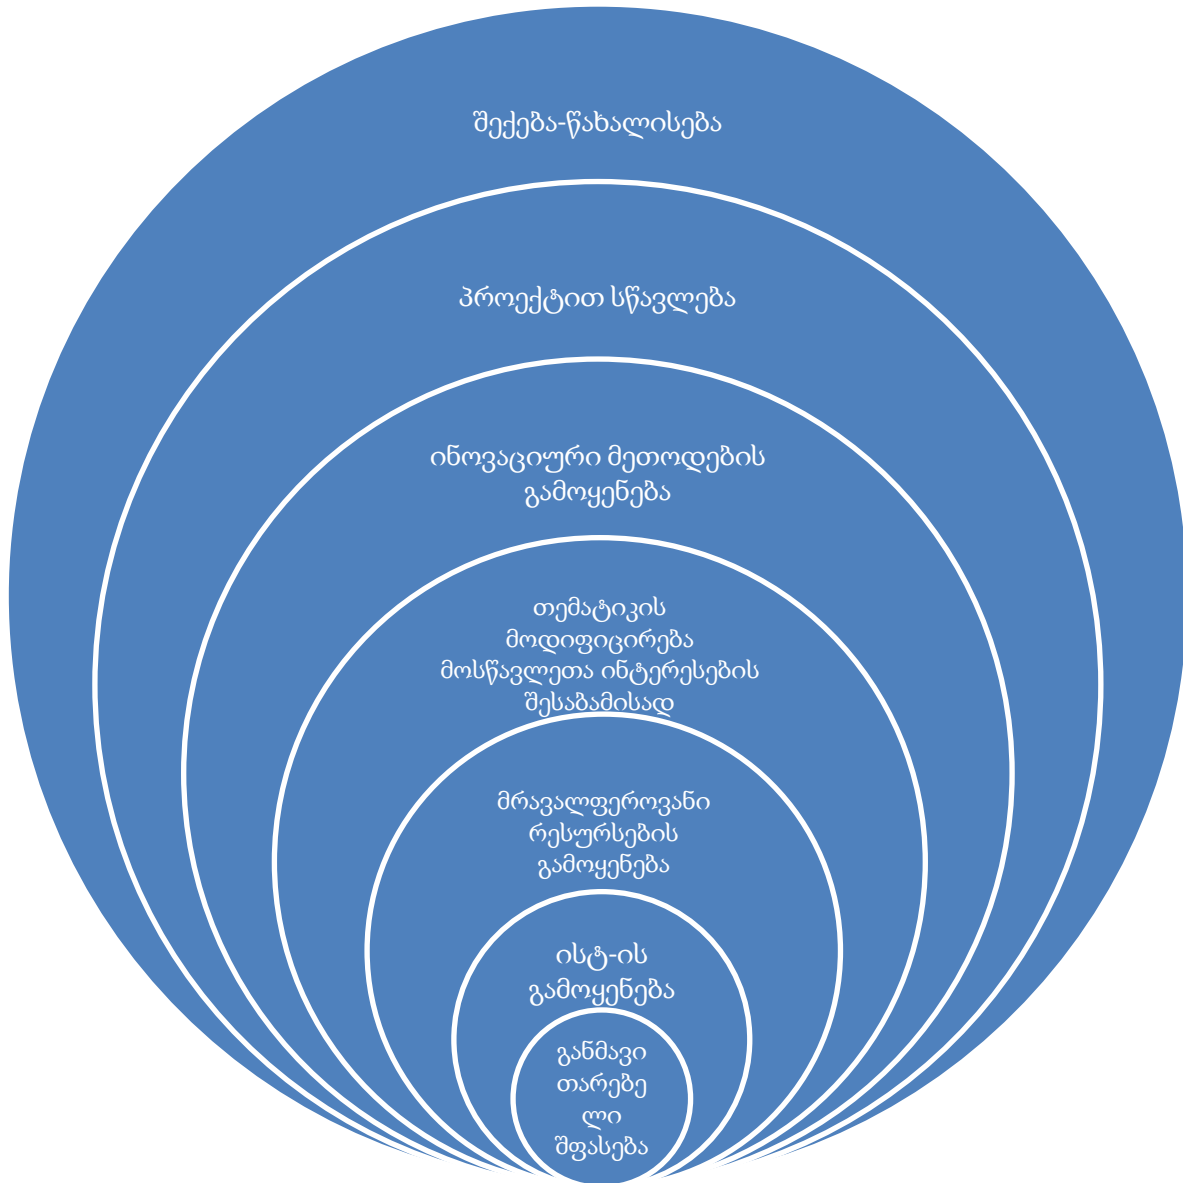 შექება-წახალისება
პროექტით სწავლება
ინოვაციური მეთოდების
გამოყენება
თემატიკის
მოდიფიცირება
მოსწავლეთა ინტერესების
შესაბამისად
მრავალფეროვანი
რესურსების
გამოყენება
ისტ-ის
გამოყენება
განმავი
თარებე
ლი
შფასება